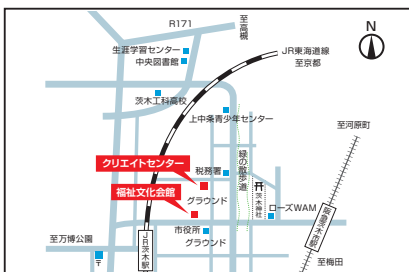 R171
至高槻
N
生涯学習センター
中央図書館
JR東海道線
至京都
茨木工科高校
上中条青少年センター
至河原町
クリエイトセンター
税務署
緑の散歩道
福祉文化会館
グラウンド
茨木神社
ローズWAM
阪急茨木市駅
市役所
グラウンド
至万博公園
JR茨木駅
〒
至梅田